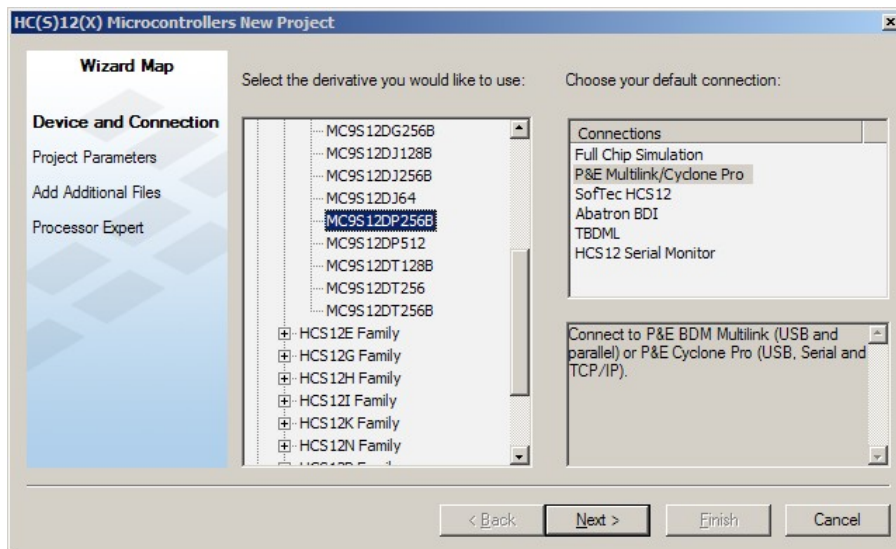 HC(S)12(X) Microcontrollers New Project
Wizard Map
Device and Connection
Project Parameters
Add Additional Files
Processor Expert
Select the derivative you would like to use:
MC9S12DG256B
MC9S12DJ128B
MC9S12DJ256B
MC9S12DJ64
MC9S12DP256B
MC9S12DP512
MC9S12DT128B
MC9S12DT256
MC9S12DT256B
HCS12E Family
HCS12G Family
HCS12H Family
HCS12I Family
HCS12K Family
HCS12N Family
Choose your default connection:
Connections
Full Chip Simulation
P&E Multilink/Cyclone Pro
SofTec HCS12
Abatron BDI
TBDML
HCS12 Serial Monitor
Connect to P&E BDM Multilink (USB and
parallel) or P&E Cyclone Pro (USB, Serial and
TCP/IP).
< Back
Next >
Finish
Cancel